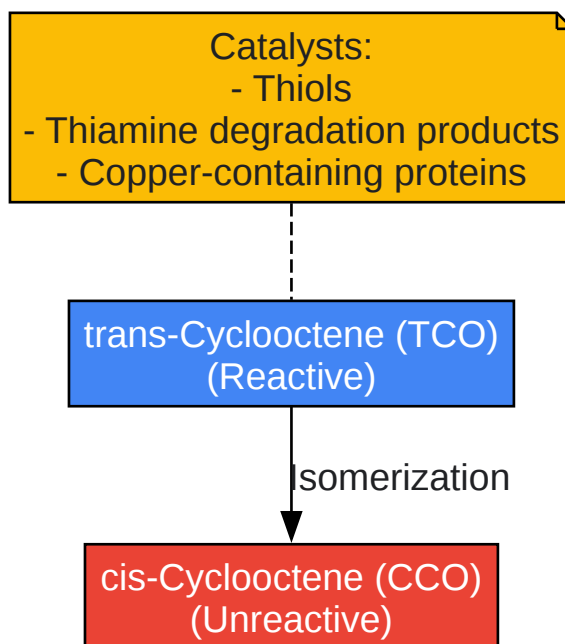 Catalysts:
- Thiols
- Thiamine degradation products
- Copper-containing proteins
trans-Cyclooctene (TCO)
(Reactive)
Isomerization
cis-Cyclooctene (CCO)
(Unreactive)